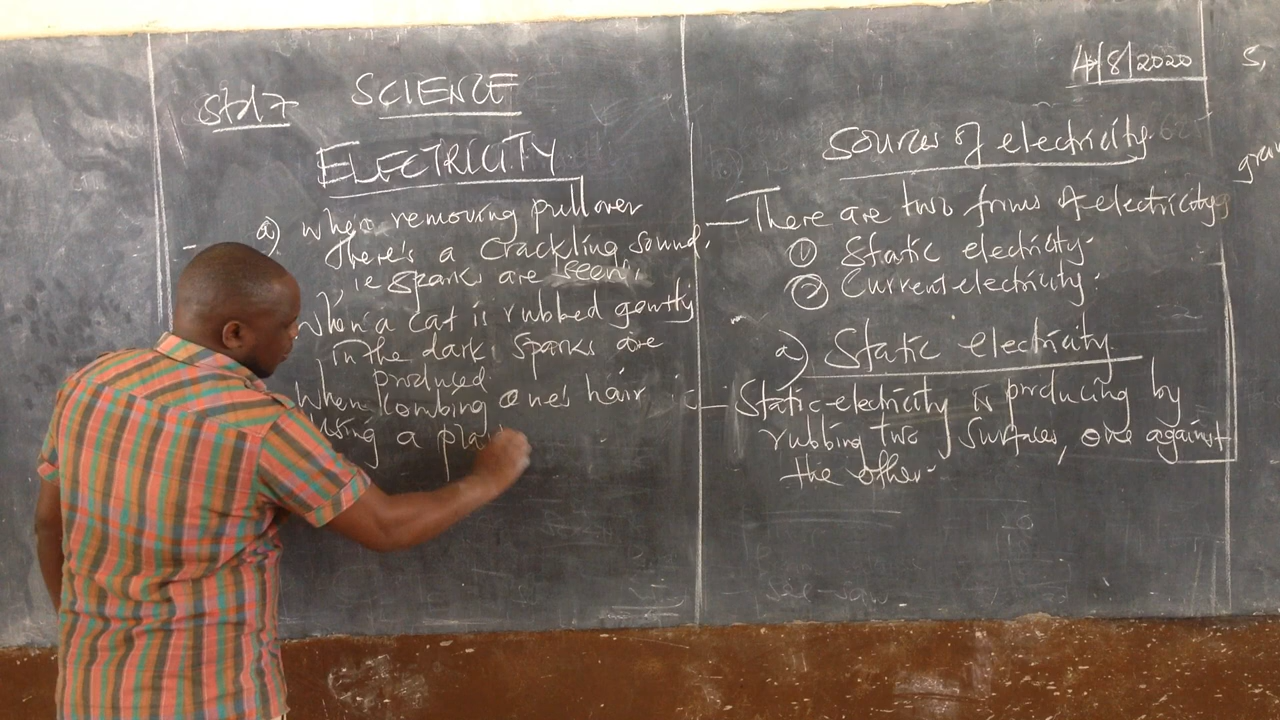 Std 7
SCIENCE
ELECTRICITY
a) when removing pullover
there's a crackling sound,
ie sparks are seen.
When a cat is rubbed gently
in the dark sparks are
produced.
When kombing one's hair
using a pla
4/8/2020
Sources of electricity.
– There are two forms of electricity
① Static electricity.
② Current electricity.
a) Static electricity
– Static-electricity is producing by
rubbing two surfaces, one against
the other.
S,